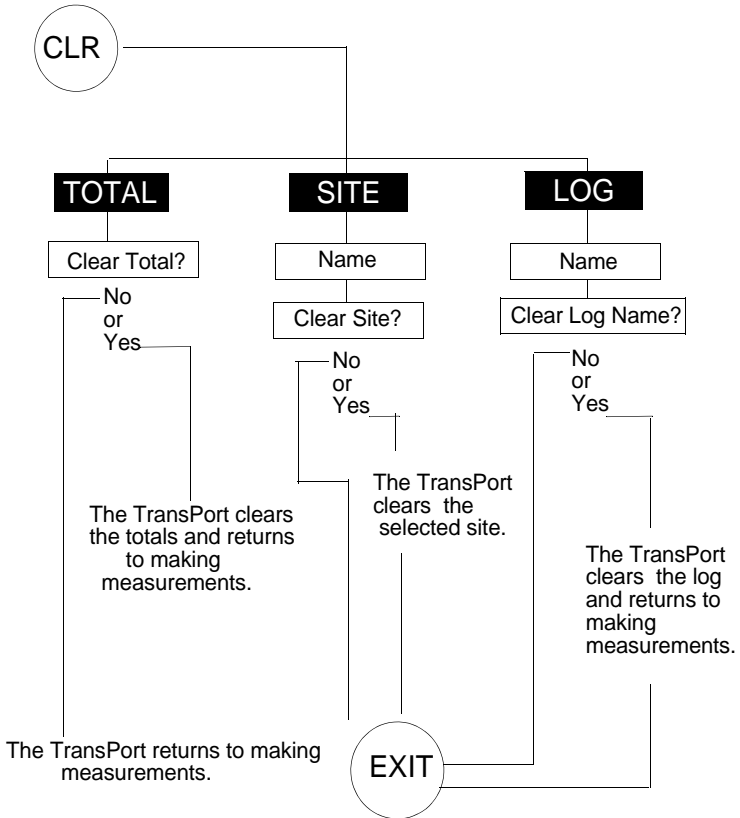 CLR
TOTAL
Clear Total?
No
or
Yes
The TransPort clears
the totals and returns
to making
measurements.
The TransPort returns to making
measurements.
SITE
Name
Clear Site?
No
or
Yes
The TransPort
clears the
selected site.
LOG
Name
Clear Log Name?
No
or
Yes
The TransPort
clears the log
and returns to
making
measurements.
EXIT